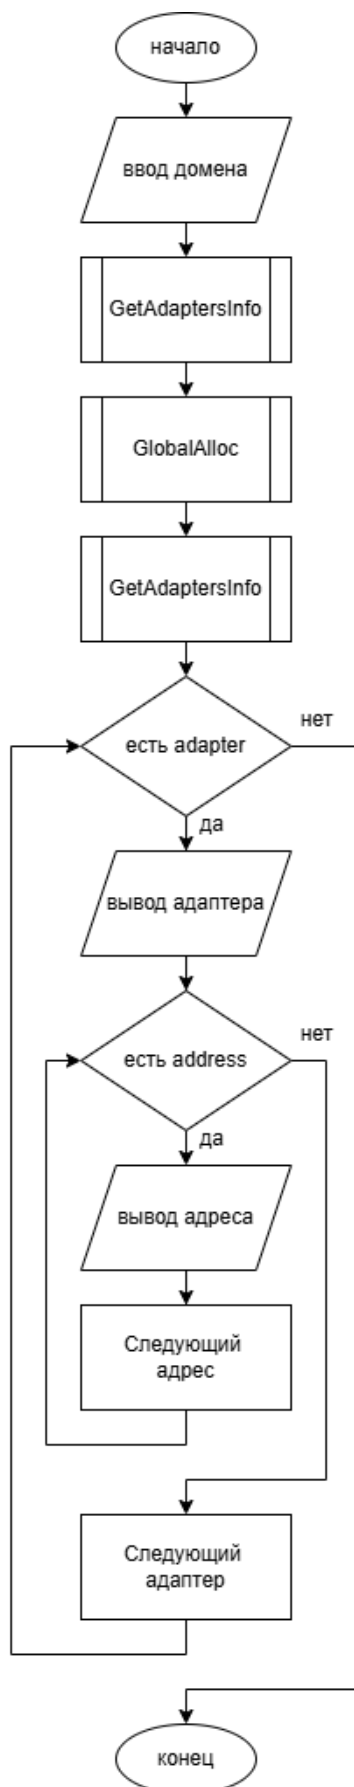 начало
ввод домена
GetAdaptersInfo
GlobalAlloc
GetAdaptersInfo
есть adapter
нет
да
вывод адаптера
есть address
нет
да
вывод адреса
Следующий
адрес
Следующий
адаптер
конец